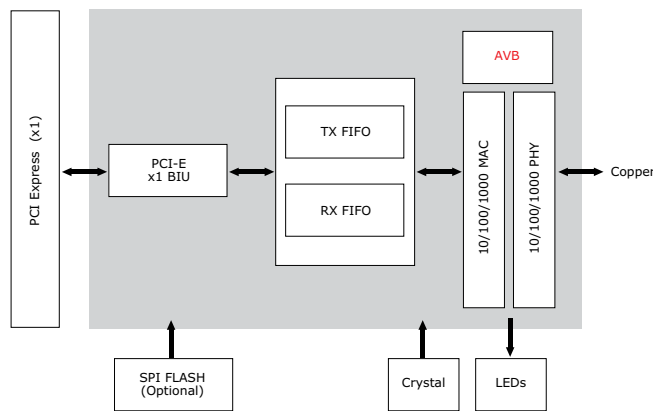 PCI Express (x1)
PCI-E
x1 BIU
TX FIFO
RX FIFO
AVB
10/100/1000 MAC
10/100/1000 PHY
Copper
SPI FLASH
(Optional)
Crystal
LEDs